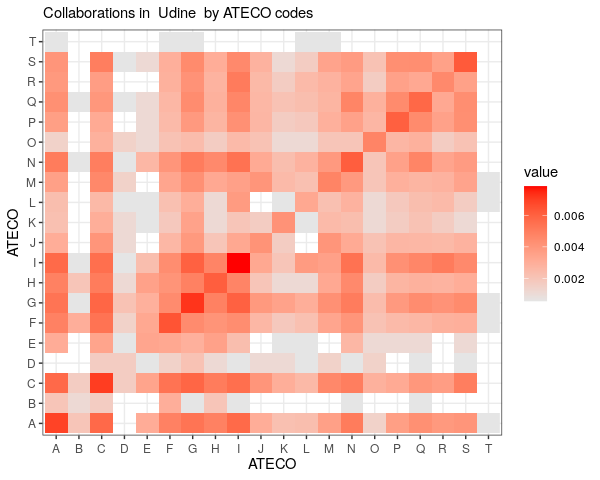 Collaborations in  Udine  by ATECO codes
T
S
R
Q
P
O
N
M
L
K
J
I
H
G
F
E
D
C
B
A
ATECO
A B C D E F G H I J K L M N O P Q R S T
ATECO
value
0.006
0.004
0.002